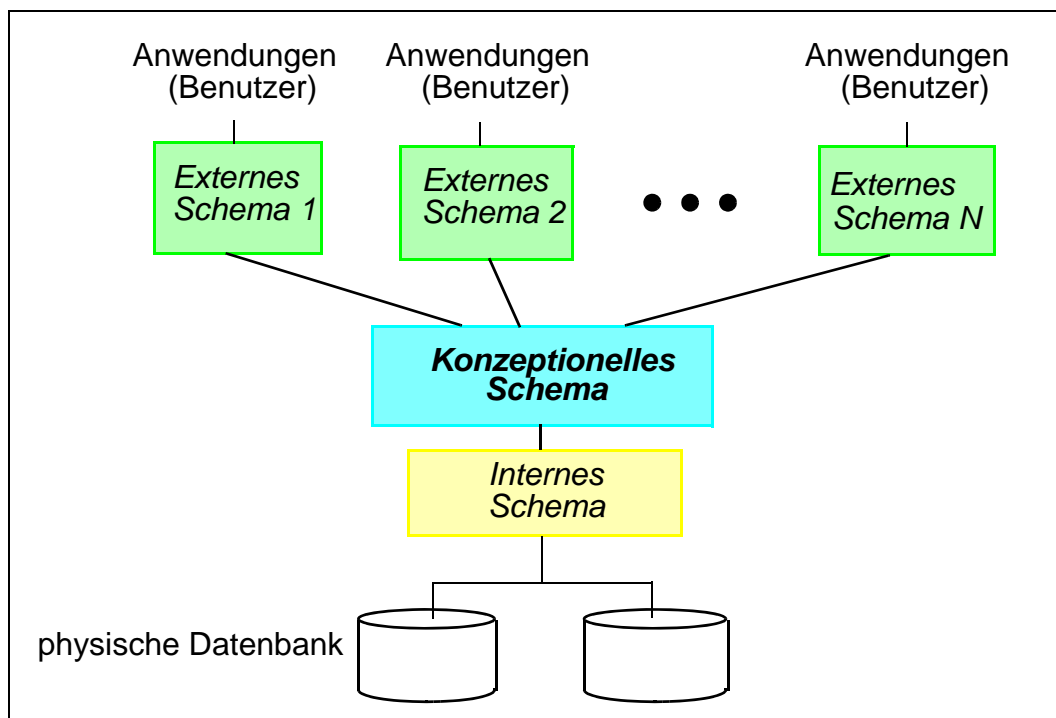 Anwendungen
(Benutzer)
Anwendungen
(Benutzer)
Anwendungen
(Benutzer)
Externes
Schema 1
Externes
Schema 2
Externes
Schema N
Konzeptionelles
Schema
Internes
Schema
physische Datenbank